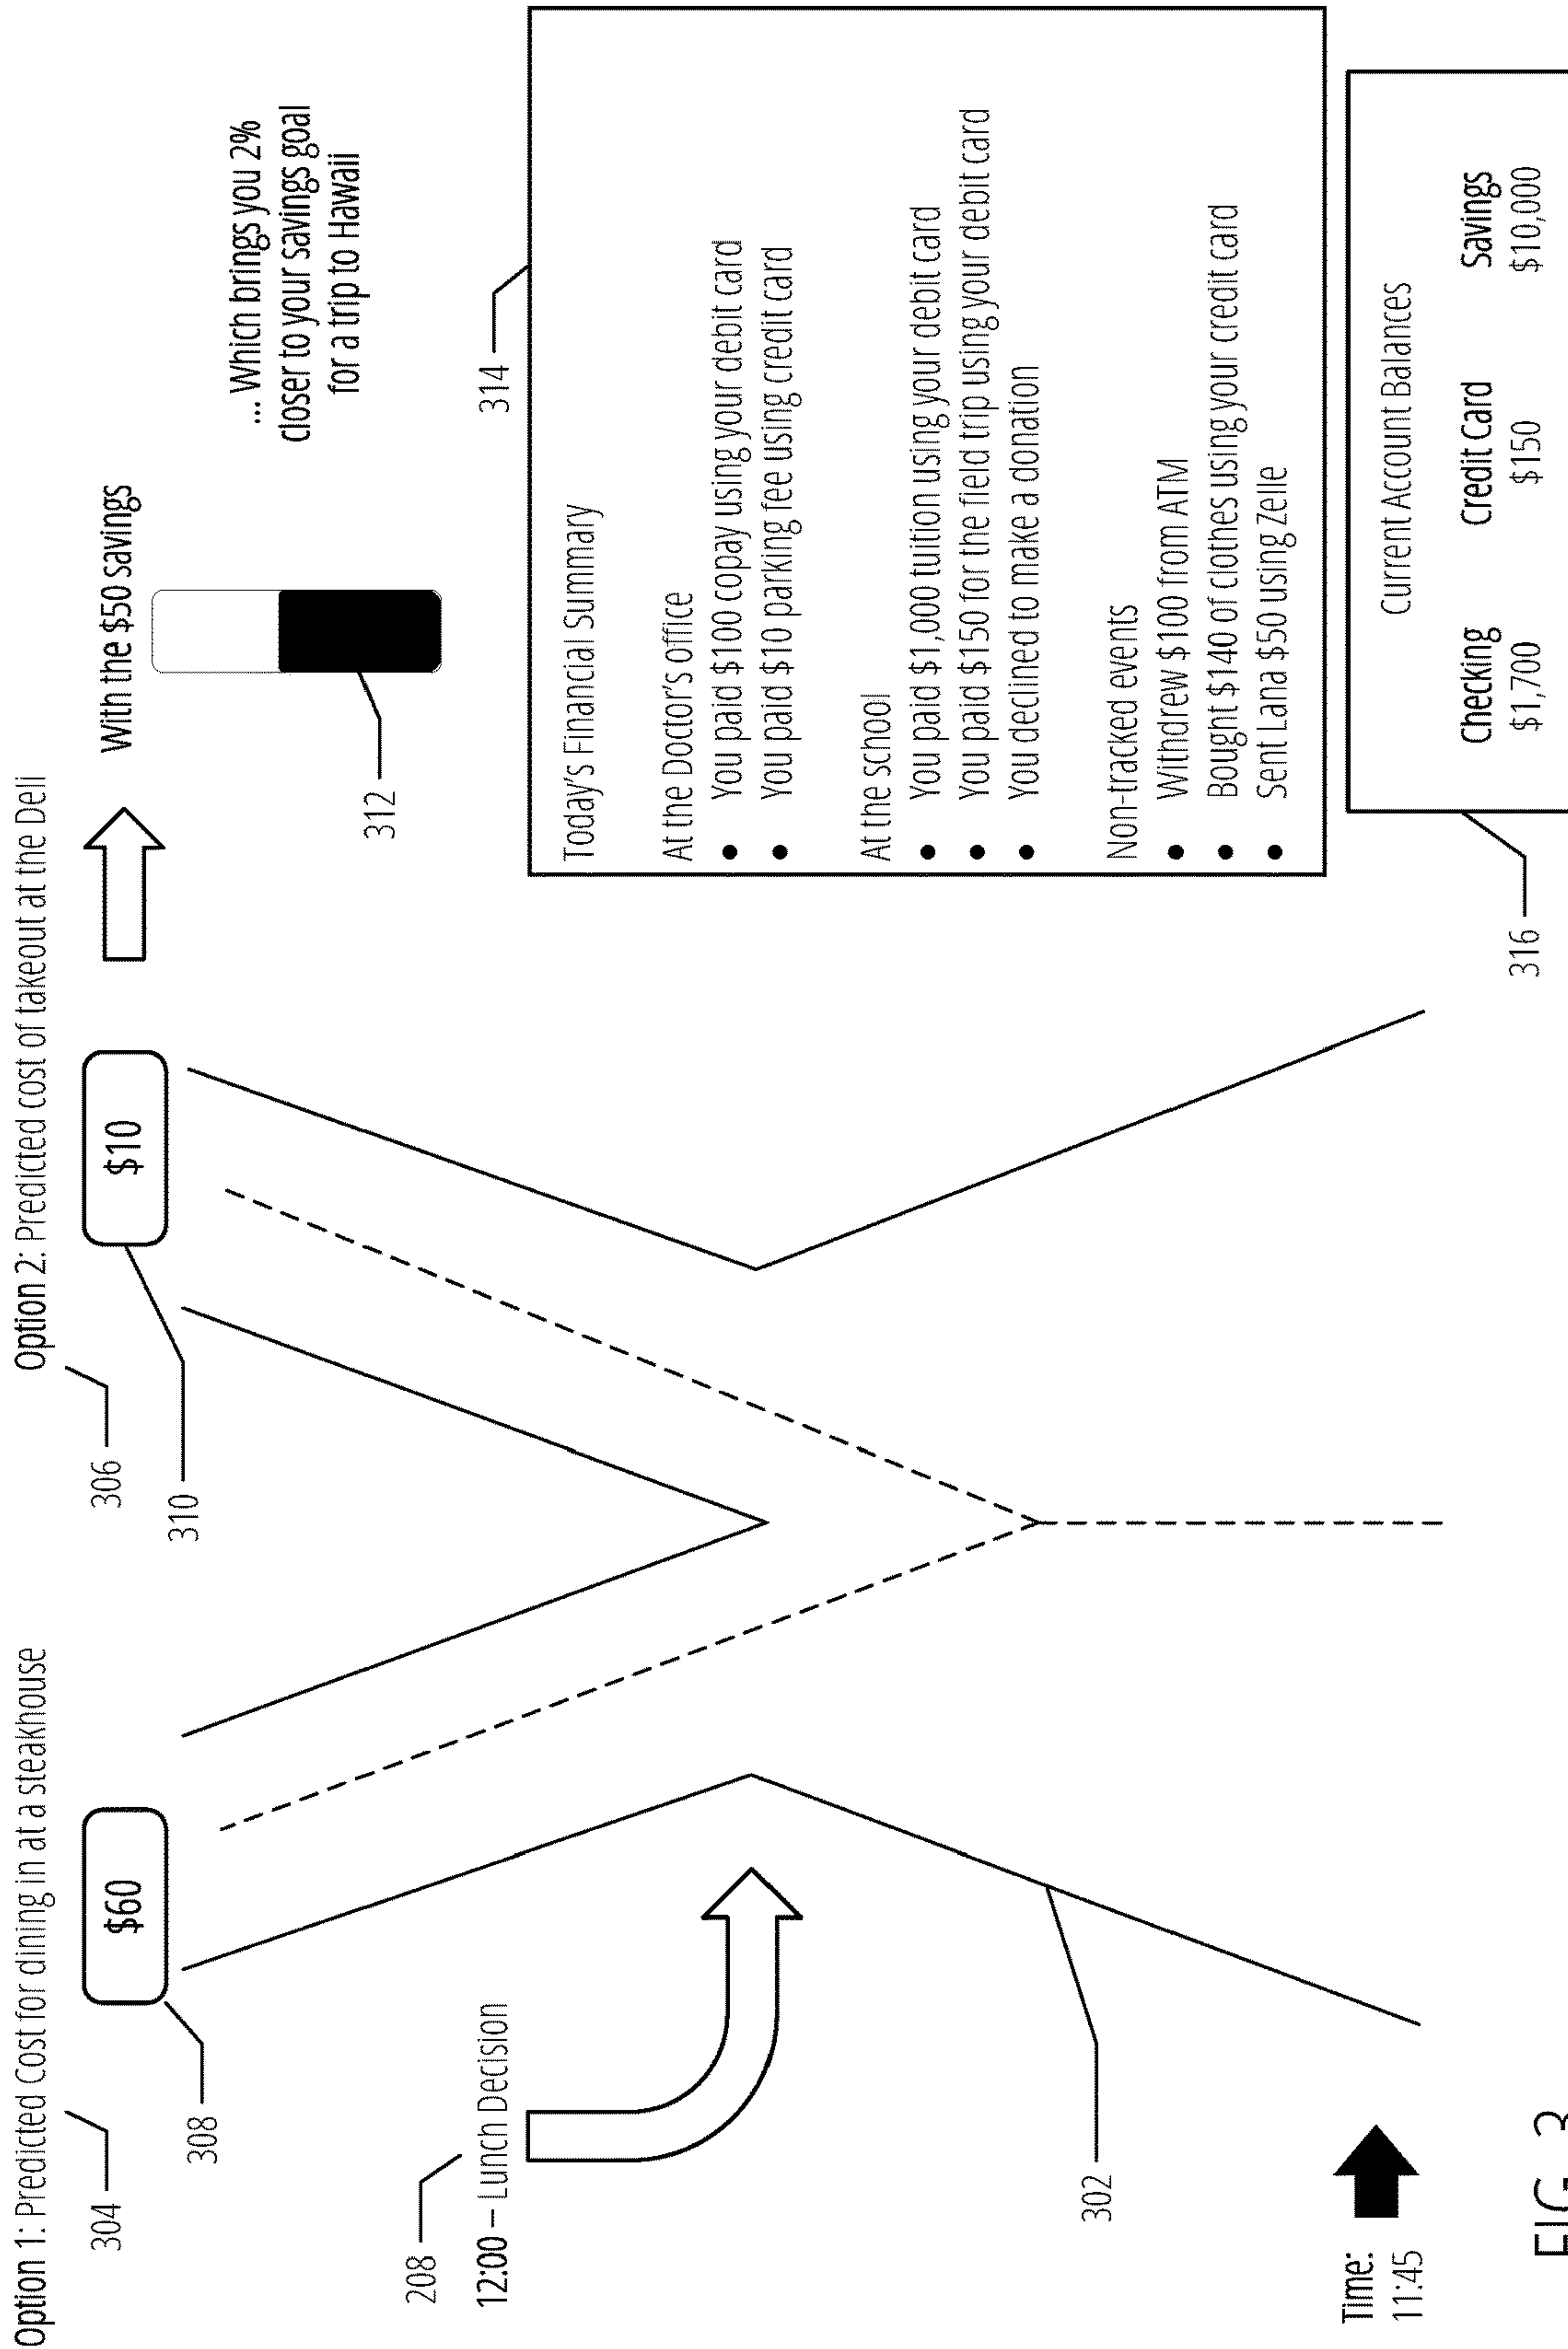 Option 1: Predicted Cost for dining in at a steakhouse
304
$60
308
Option 2: Predicted cost of takeout at the Deli
306
$10
310
With the $50 savings
312
... Which brings you 2%
closer to your savings goal
for a trip to Hawaii
208
12:00 – Lunch Decision
302
Time:
11:45
314
Today's Financial Summary
At the Doctor's office
● You paid $100 copay using your debit card
● You paid $10 parking fee using credit card
At the school
● You paid $1,000 tuition using your debit card
● You paid $150 for the field trip using your debit card
● You declined to make a donation
Non-tracked events
● Withdrew $100 from ATM
● Bought $140 of clothes using your credit card
● Sent Lana $50 using Zelle
316
Current Account Balances
Checking Credit Card Savings
$1,700 $150 $10,000
FIG. 3